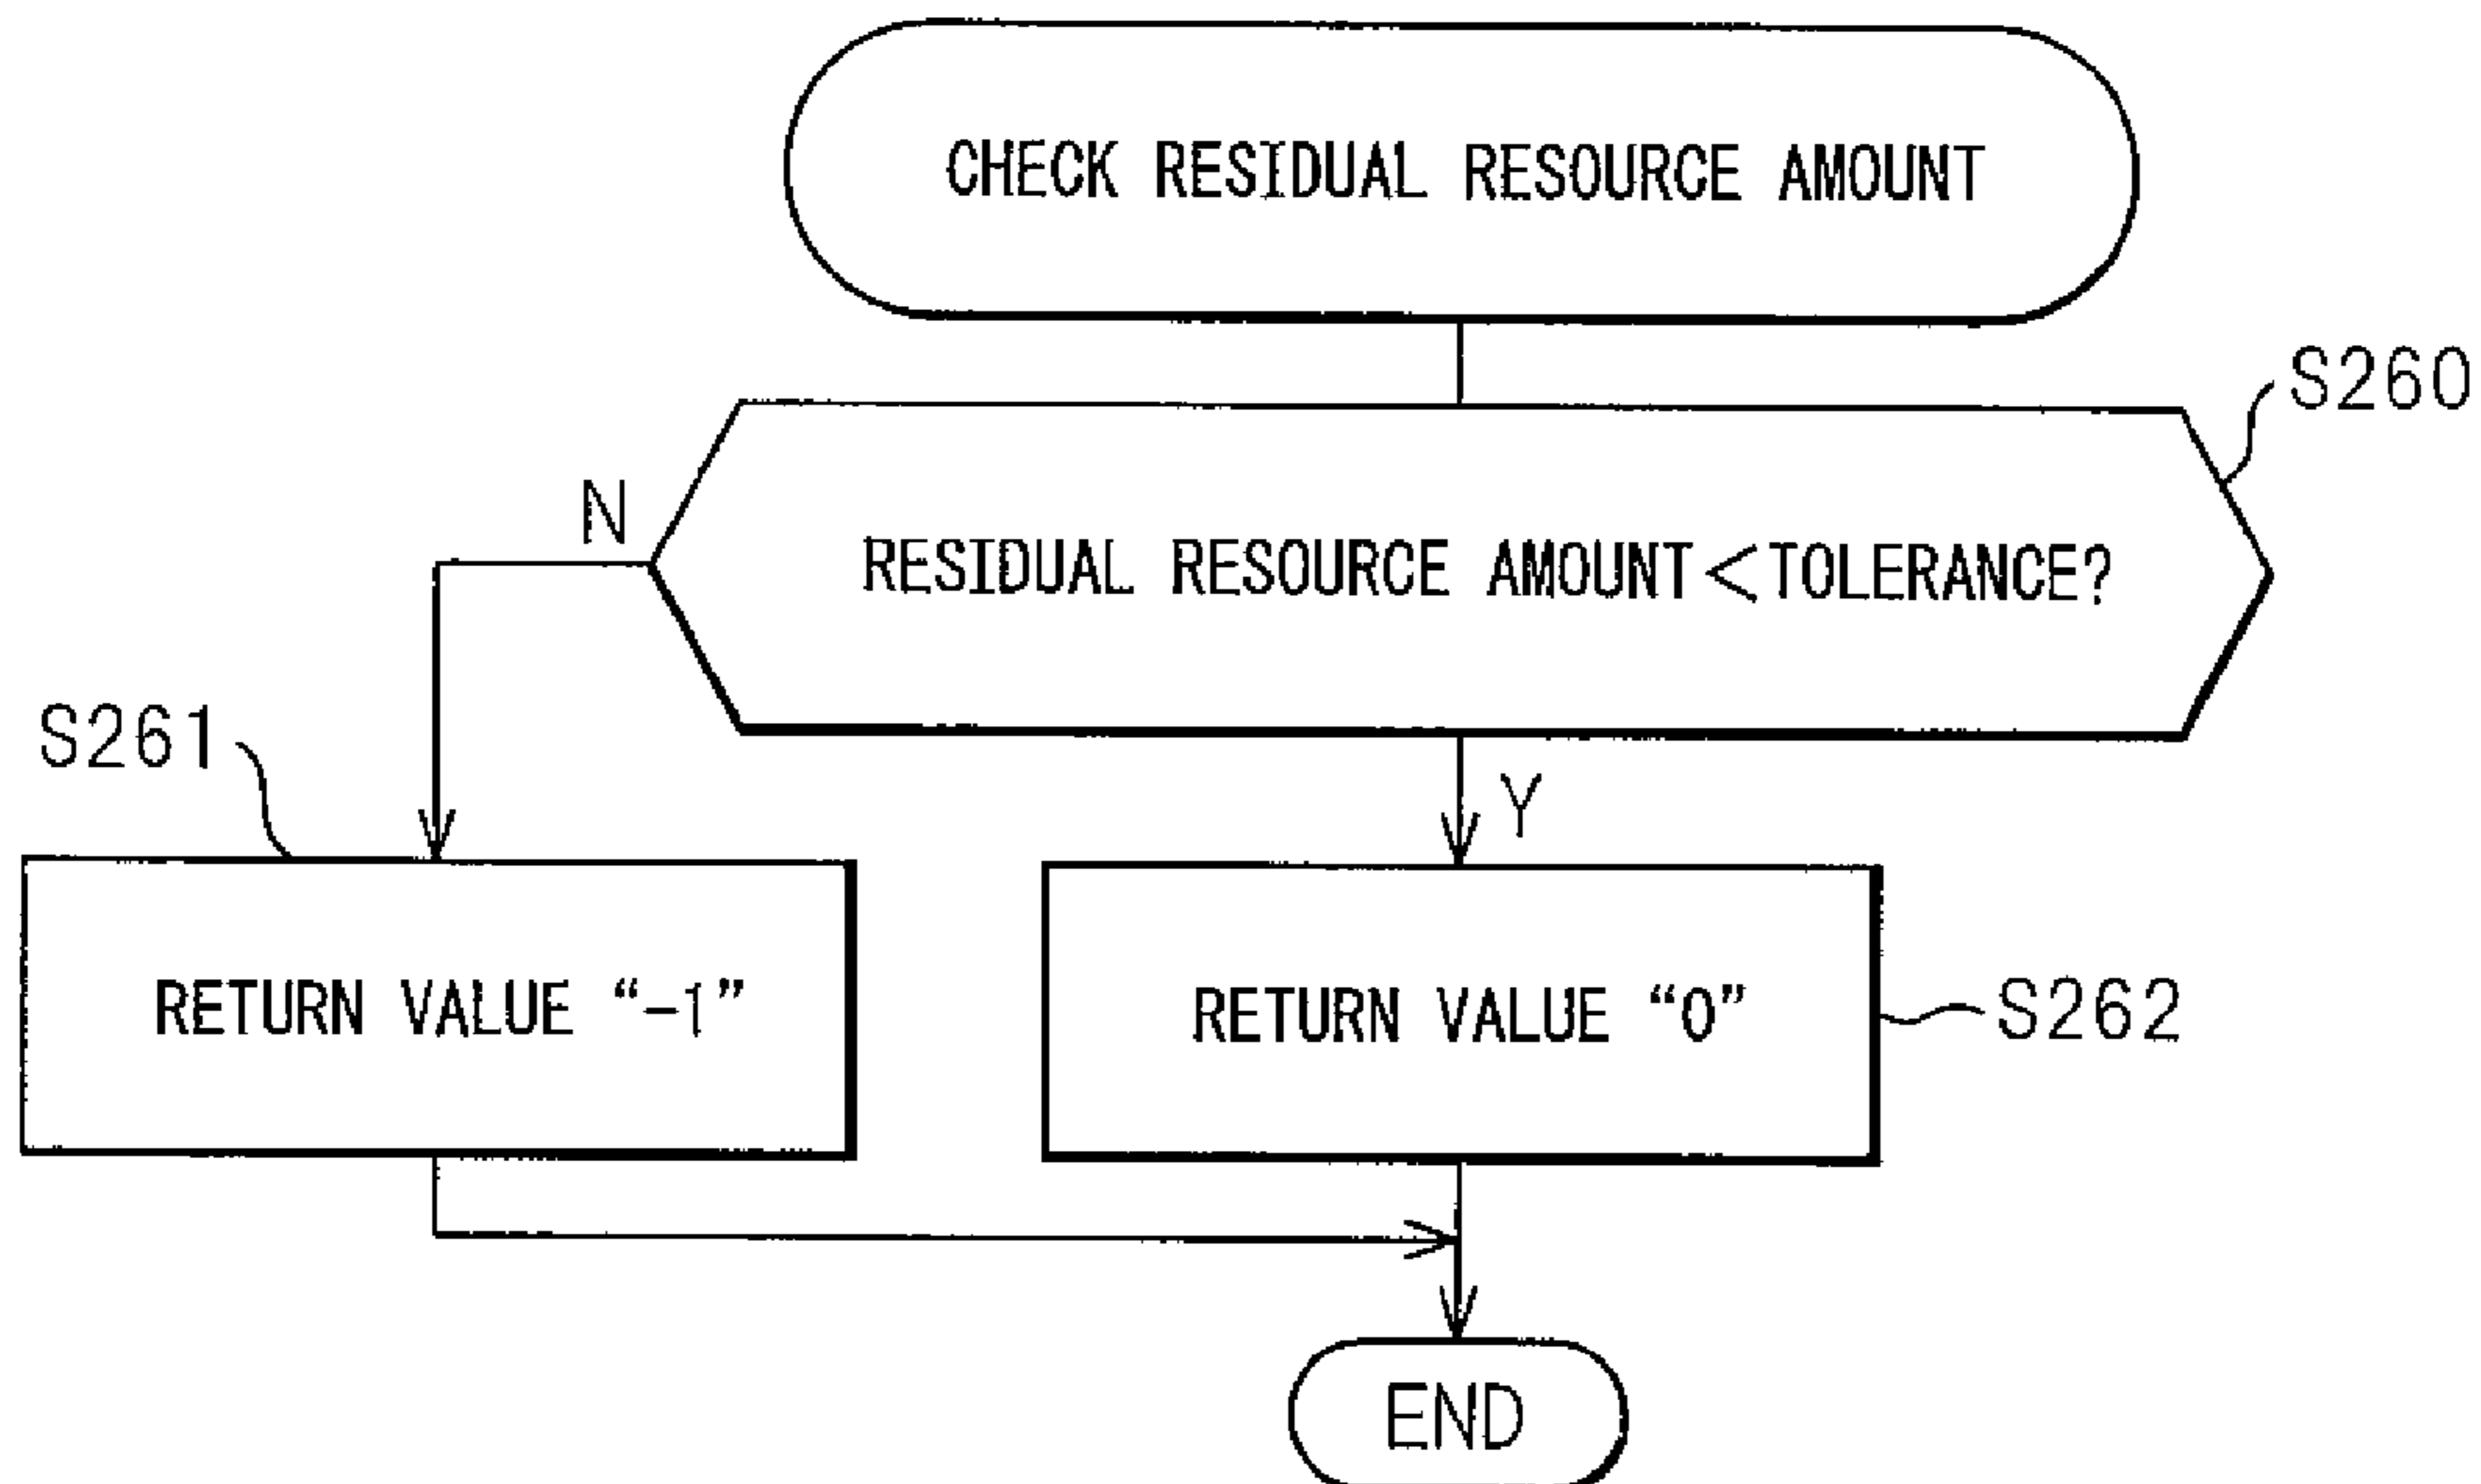 CHECK RESIDUAL RESOURCE AMOUNT
S260
N
RESIDUAL RESOURCE AMOUNT<TOLERANCE?
S261
Y
RETURN VALUE “-1”
RETURN VALUE “0”
S262
END